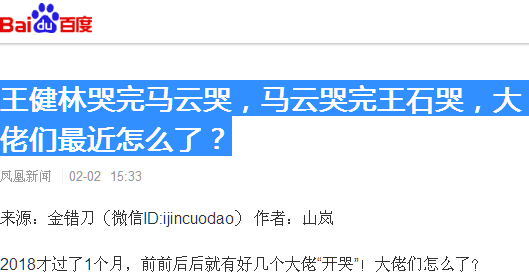 Bai du 百度
王健林哭完马云哭，马云哭完王石哭，大
佬们最近怎么了？
凤凰新闻 02-02 15:33
来源：金错刀（微信ID:ijincuodao） 作者：山岚
2018才过了1个月，前前后后就有好几个大佬“开哭”！大佬们怎么了?